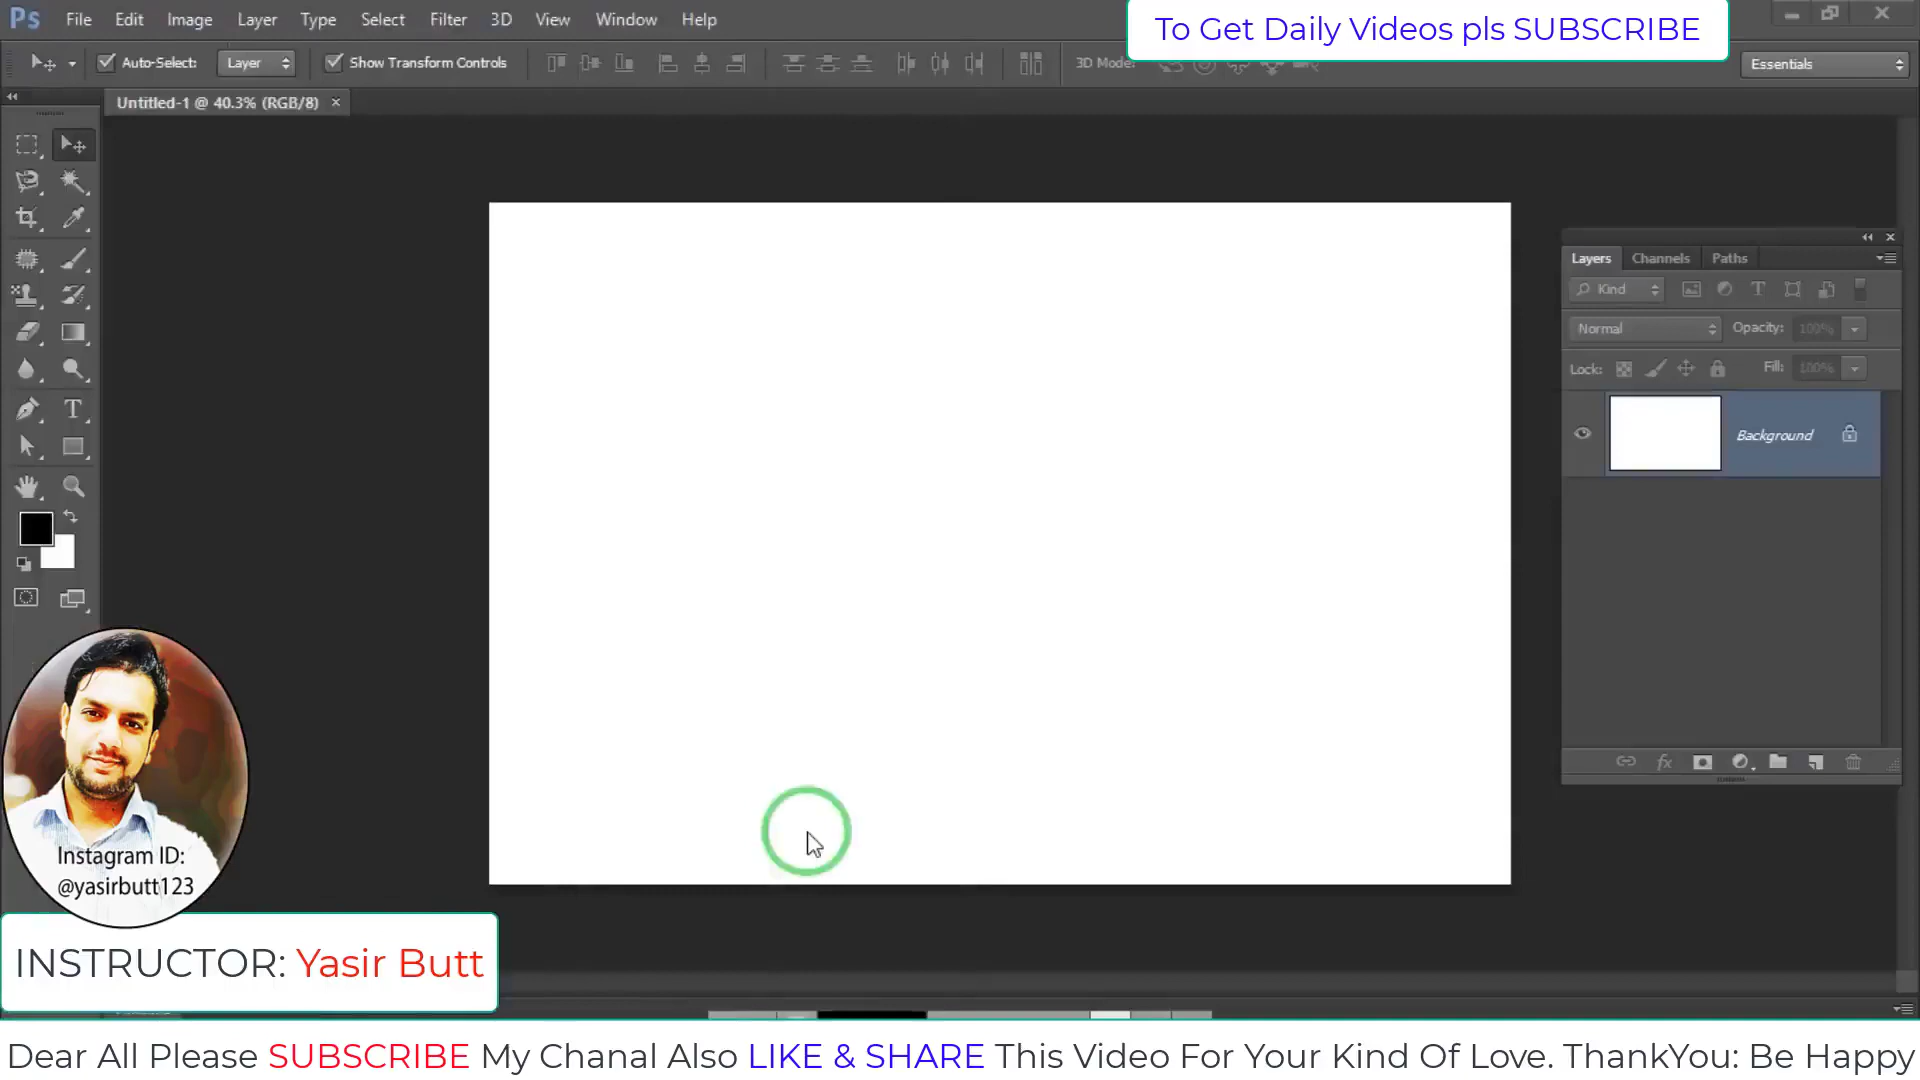 Ps File Edit Image Layer Type Select Filter 3D View Window Help
To Get Daily Videos pls SUBSCRIBE
Auto-Select: Layer Show Transform Controls 3D Mode: Essentials
Untitled-1 @ 40.3% (RGB/8)
Layers Channels Paths
Kind
Normal Opacity: 100%
Lock: Fill: 100%
Background
Instagram ID:
@yasirbutt123
INSTRUCTOR: Yasir Butt
Dear All Please SUBSCRIBE My Chanal Also LIKE & SHARE This Video For Your Kind Of Love. ThankYou: Be Happy